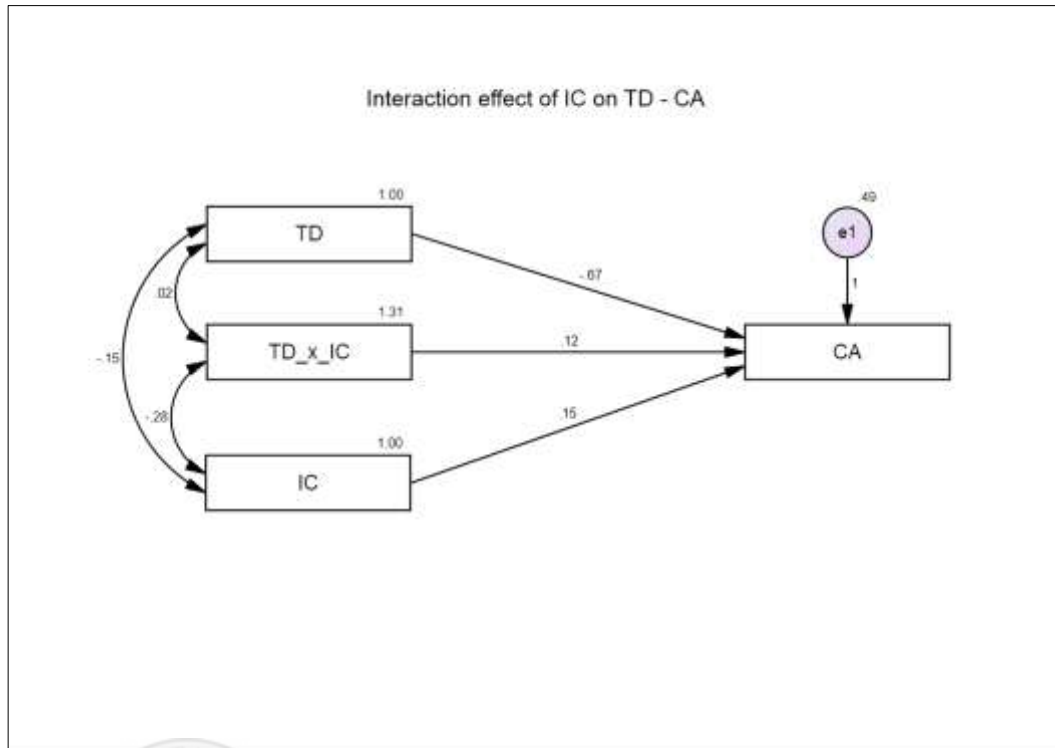 Interaction effect of IC on TD - CA
1.00
.49
TD
e1
-.67
1
.02
1.31
-.15
TD_x_IC
.12
CA
-.28
.15
1.00
IC